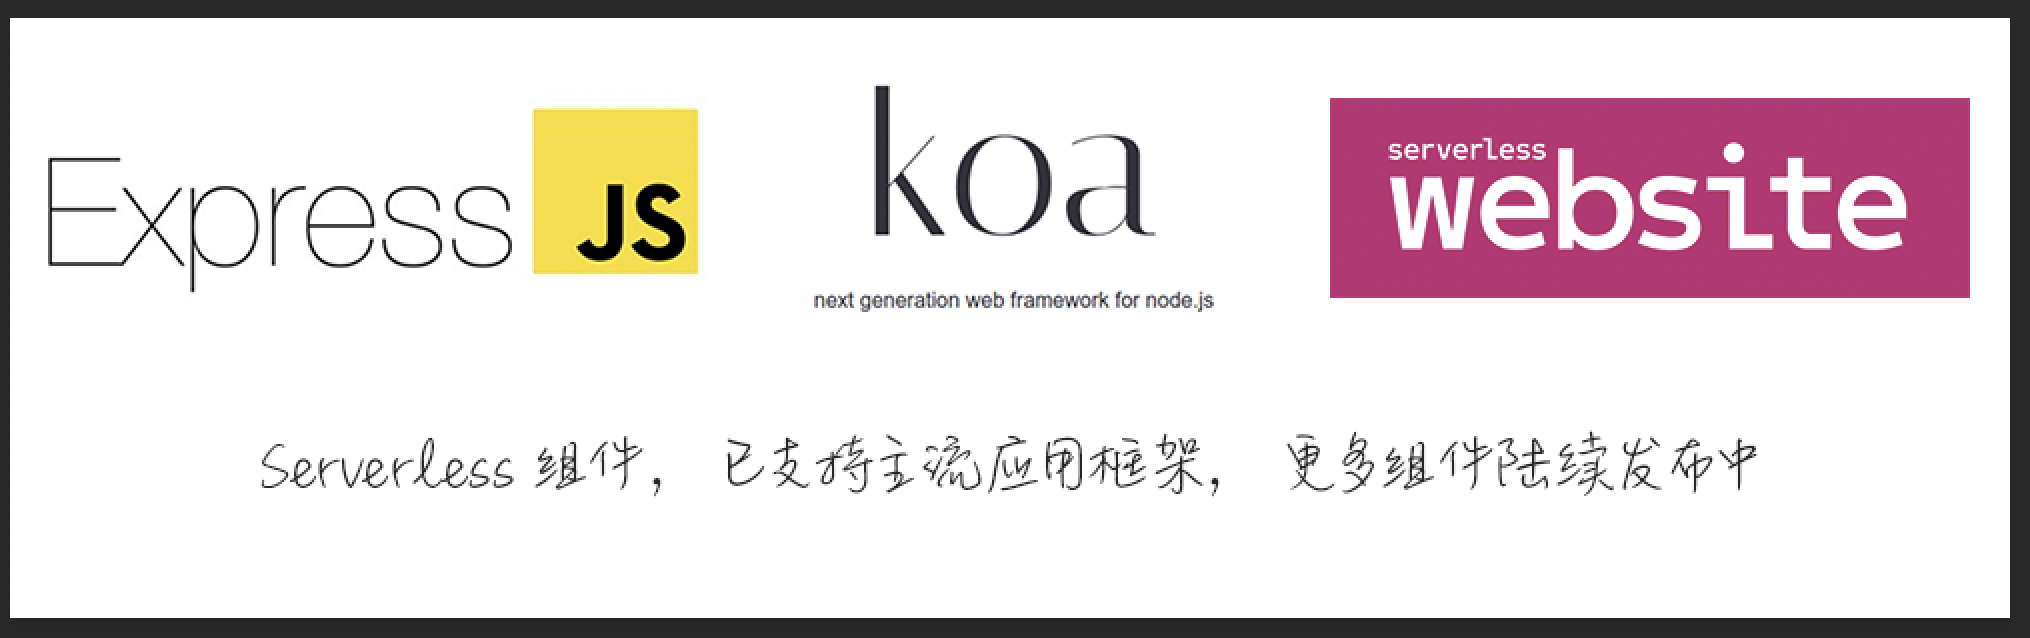 Express JS
koa
next generation web framework for node.js
serverless
website
Serverless 组件， 已支持主流应用框架， 更多组件陆续发布中